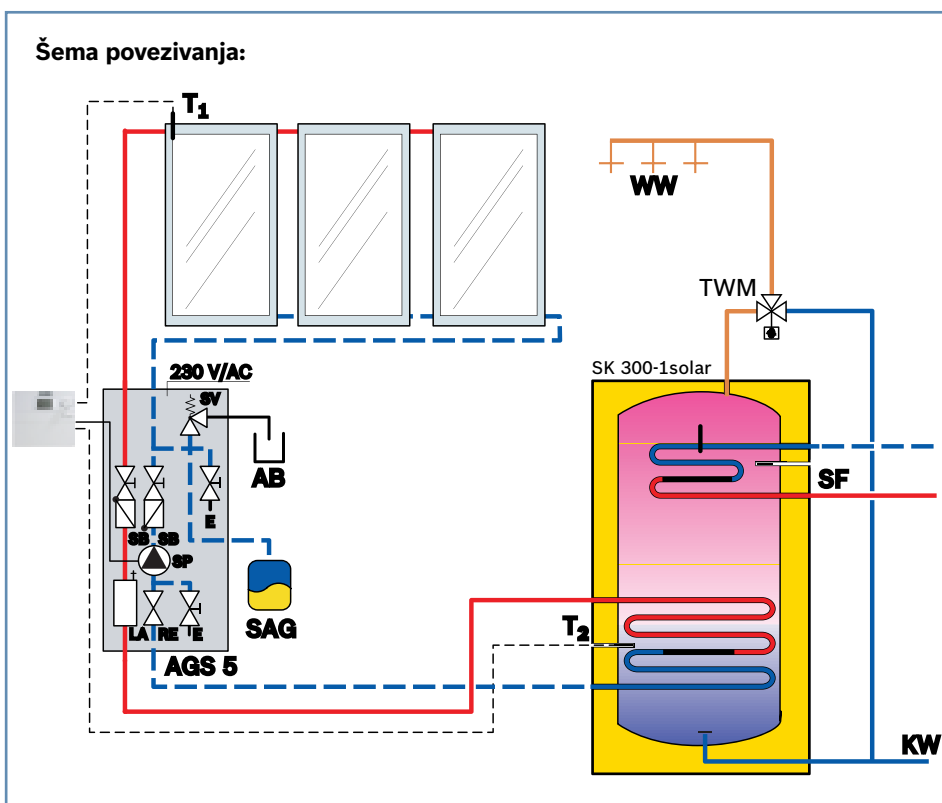 Šema povezivanja:
T1
WW
TWM
230 V/AC
SV
SK 300-1solar
AB
SF
E
SB SB
SP
SAG
T2
LA RE E
AGS 5
KW